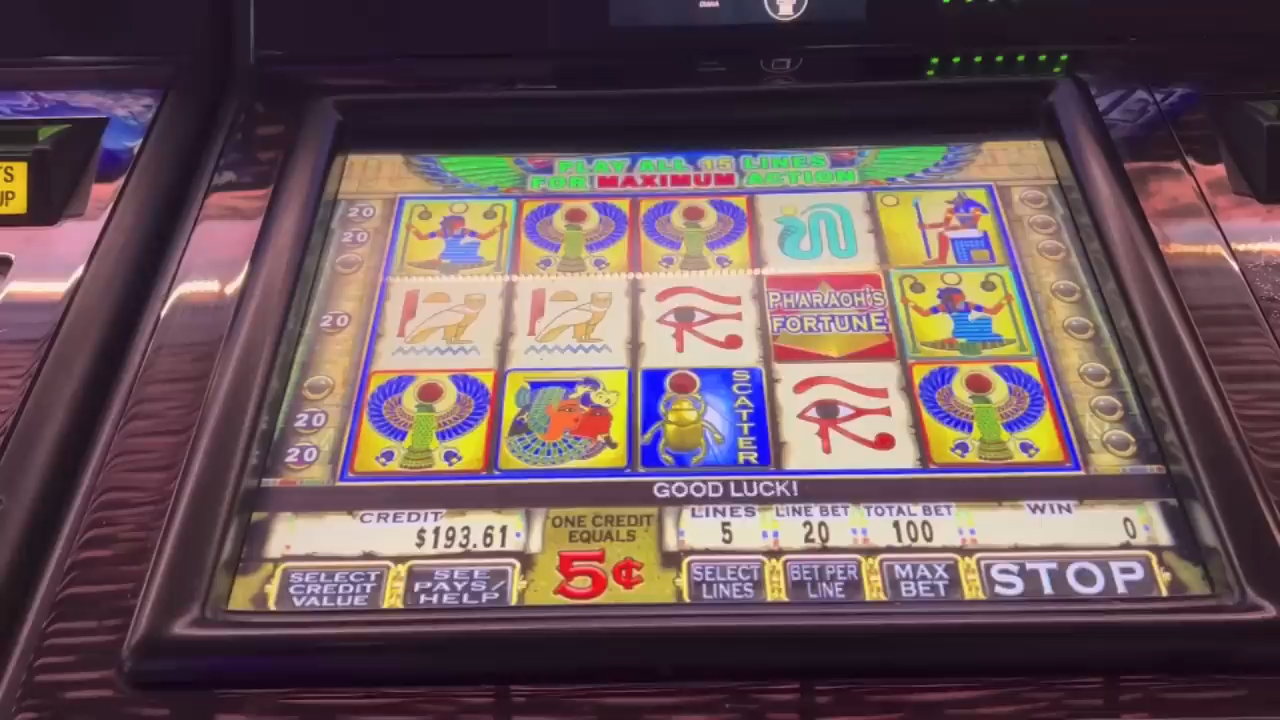 PLAY ALL 15 LINES
FOR MAXIMUM ACTION
20
20
20
20
20
PHARAOH'S
FORTUNE
SCATTER
GOOD LUCK!
CREDIT
$193.61
ONE CREDIT
EQUALS
5¢
LINES
5
LINE BET
20
TOTAL BET
100
WIN
0
SELECT
CREDIT
VALUE
SEE
PAYS/
HELP
SELECT
LINES
BET PER
LINE
MAX
BET
STOP